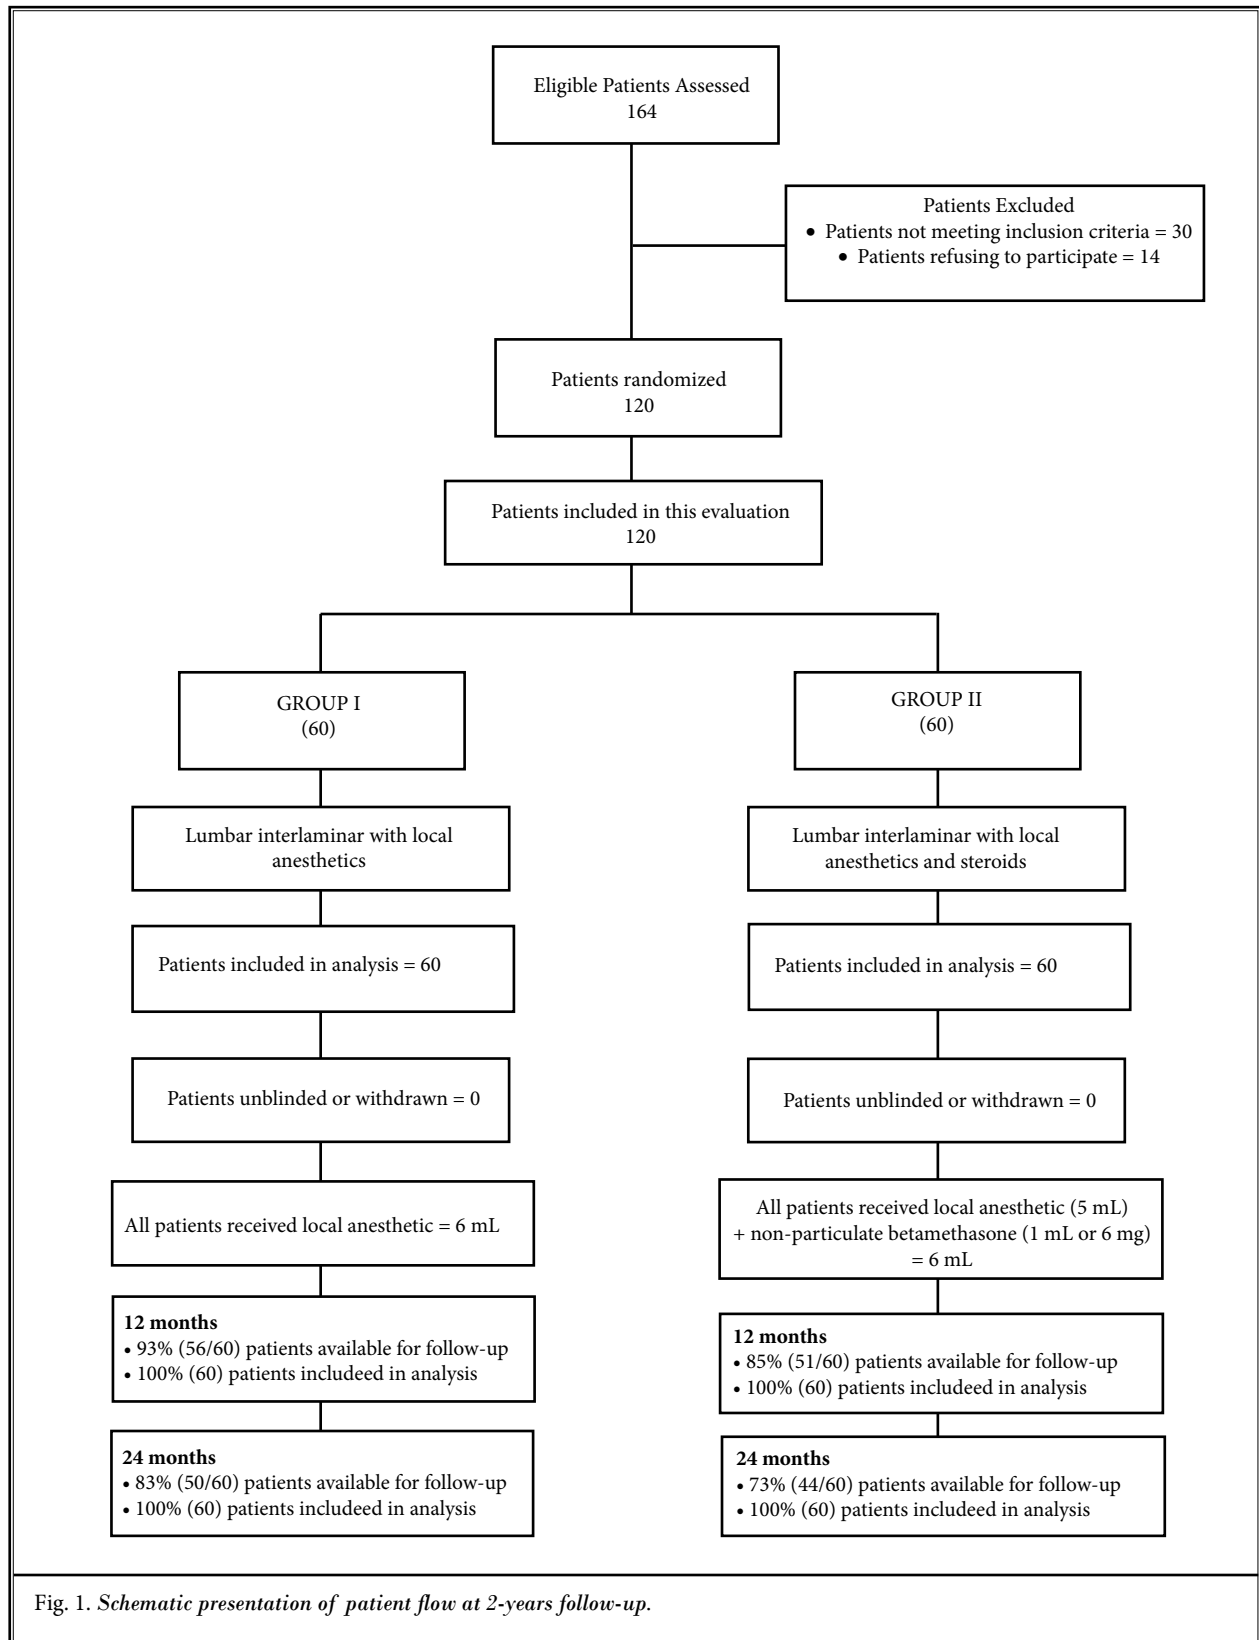 Eligible Patients Assessed
164
Patients Excluded
• Patients not meeting inclusion criteria = 30
• Patients refusing to participate = 14
Patients randomized
120
Patients included in this evaluation
120
GROUP I
(60)
GROUP II
(60)
Lumbar interlaminar with local
anesthetics
Lumbar interlaminar with local
anesthetics and steroids
Patients included in analysis = 60
Patients included in analysis = 60
Patients unblinded or withdrawn = 0
Patients unblinded or withdrawn = 0
All patients received local anesthetic = 6 mL
All patients received local anesthetic (5 mL)
+ non-particulate betamethasone (1 mL or 6 mg)
= 6 mL
12 months
• 93% (56/60) patients available for follow-up
• 100% (60) patients includeed in analysis
12 months
• 85% (51/60) patients available for follow-up
• 100% (60) patients includeed in analysis
24 months
• 83% (50/60) patients available for follow-up
• 100% (60) patients includeed in analysis
24 months
• 73% (44/60) patients available for follow-up
• 100% (60) patients includeed in analysis
Fig. 1. Schematic presentation of patient flow at 2-years follow-up.